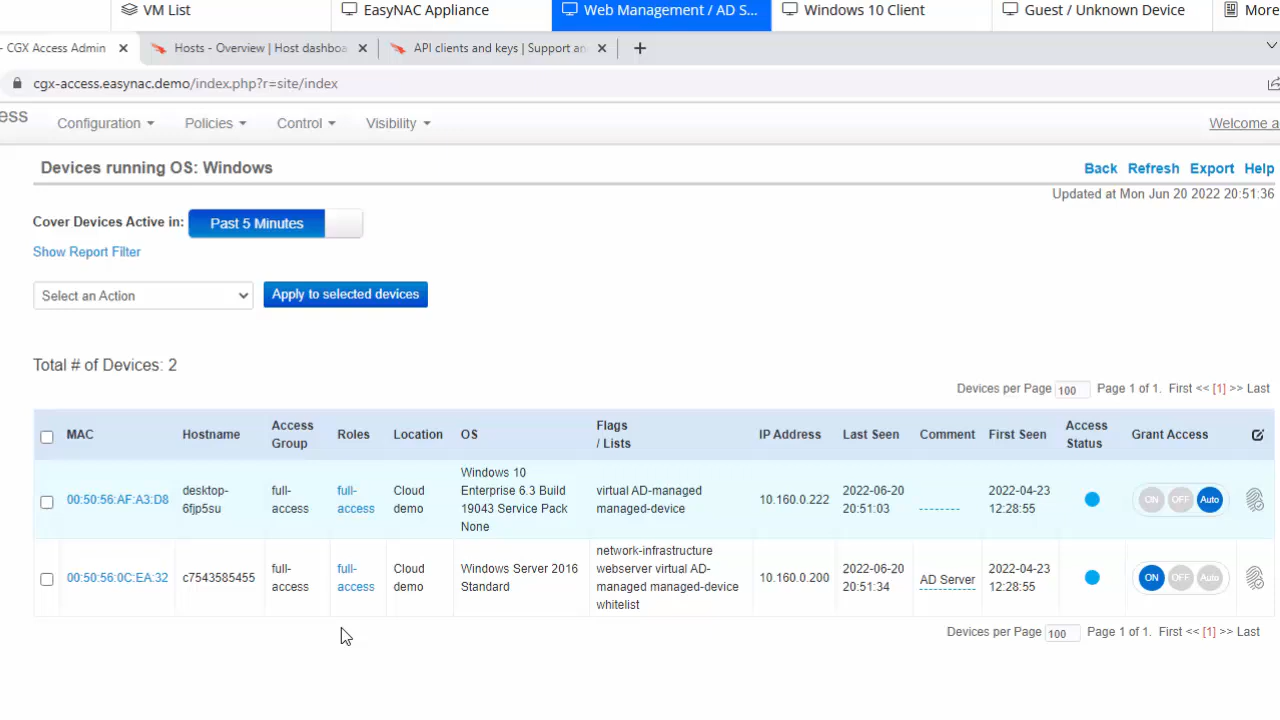 VM List
EasyNAC Appliance
Web Management / AD S...
Windows 10 Client
Guest / Unknown Device
More
- CGX Access Admin
Hosts - Overview | Host dashboa
API clients and keys | Support an
cgx-access.easynac.demo/index.php?r=site/index
ess
Configuration
Policies
Control
Visibility
Welcome a
Devices running OS: Windows
Back Refresh Export Help
Updated at Mon Jun 20 2022 20:51:36
Cover Devices Active in: Past 5 Minutes
Show Report Filter
Select an Action
Apply to selected devices
Total # of Devices: 2
Devices per Page 100 Page 1 of 1. First << [1] >> Last
MAC
Hostname
Access
Group
Roles
Location
OS
Flags
/ Lists
IP Address
Last Seen
Comment
First Seen
Access
Status
Grant Access
00:50:56:AF:A3:D8
desktop-
6fjp5su
full-
access
full-
access
Cloud
demo
Windows 10
Enterprise 6.3 Build
19043 Service Pack
None
virtual AD-managed
managed-device
10.160.0.222
2022-06-20
20:51:03
2022-04-23
12:28:55
ON OFF Auto
00:50:56:0C:EA:32
c7543585455
full-
access
full-
access
Cloud
demo
Windows Server 2016
Standard
network-infrastructure
webserver virtual AD-
managed managed-device
whitelist
10.160.0.200
2022-06-20
20:51:34
AD Server
2022-04-23
12:28:55
ON OFF Auto
Devices per Page 100 Page 1 of 1. First << [1] >> Last